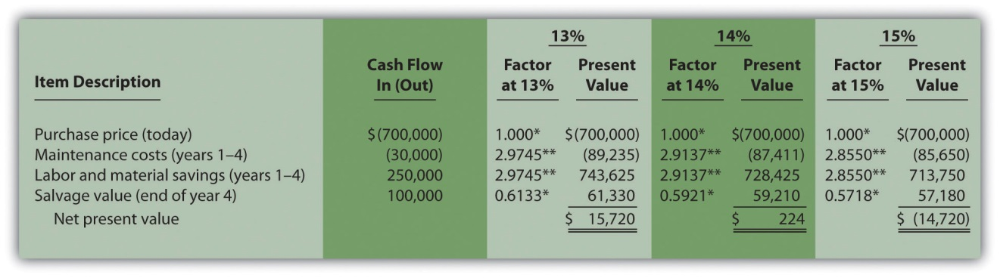 13% 14% 15%
Cash Flow Factor Present Factor Present Factor Present
Item Description In (Out) at 13% Value at 14% Value at 15% Value
Purchase price (today) $(700,000) 1.000* $(700,000) 1.000* $(700,000) 1.000* $(700,000)
Maintenance costs (years 1–4) (30,000) 2.9745** (89,235) 2.9137** (87,411) 2.8550** (85,650)
Labor and material savings (years 1–4) 250,000 2.9745** 743,625 2.9137** 728,425 2.8550** 713,750
Salvage value (end of year 4) 100,000 0.6133* 61,330 0.5921* 59,210 0.5718* 57,180
Net present value $ 15,720 $ 224 $ (14,720)